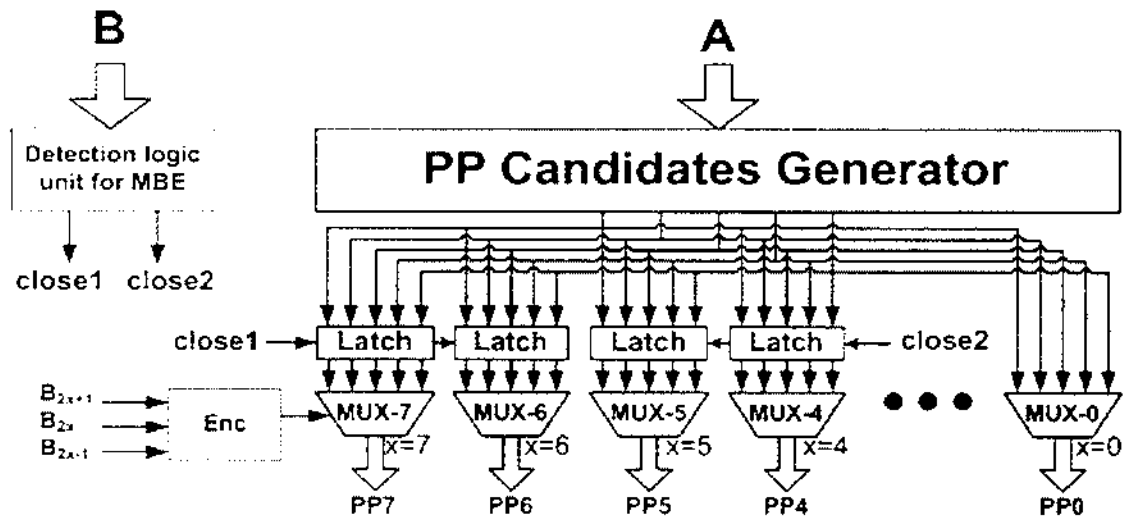 B
A
Detection logic
unit for MBE
PP Candidates Generator
close1 close2
close1
Latch
Latch
Latch
Latch
close2
B2x+1
B2x
B2x-1
Enc
MUX-7
MUX-6
MUX-5
MUX-4
MUX-0
x=7
x=6
x=5
x=4
x=0
PP7
PP6
PP5
PP4
PP0